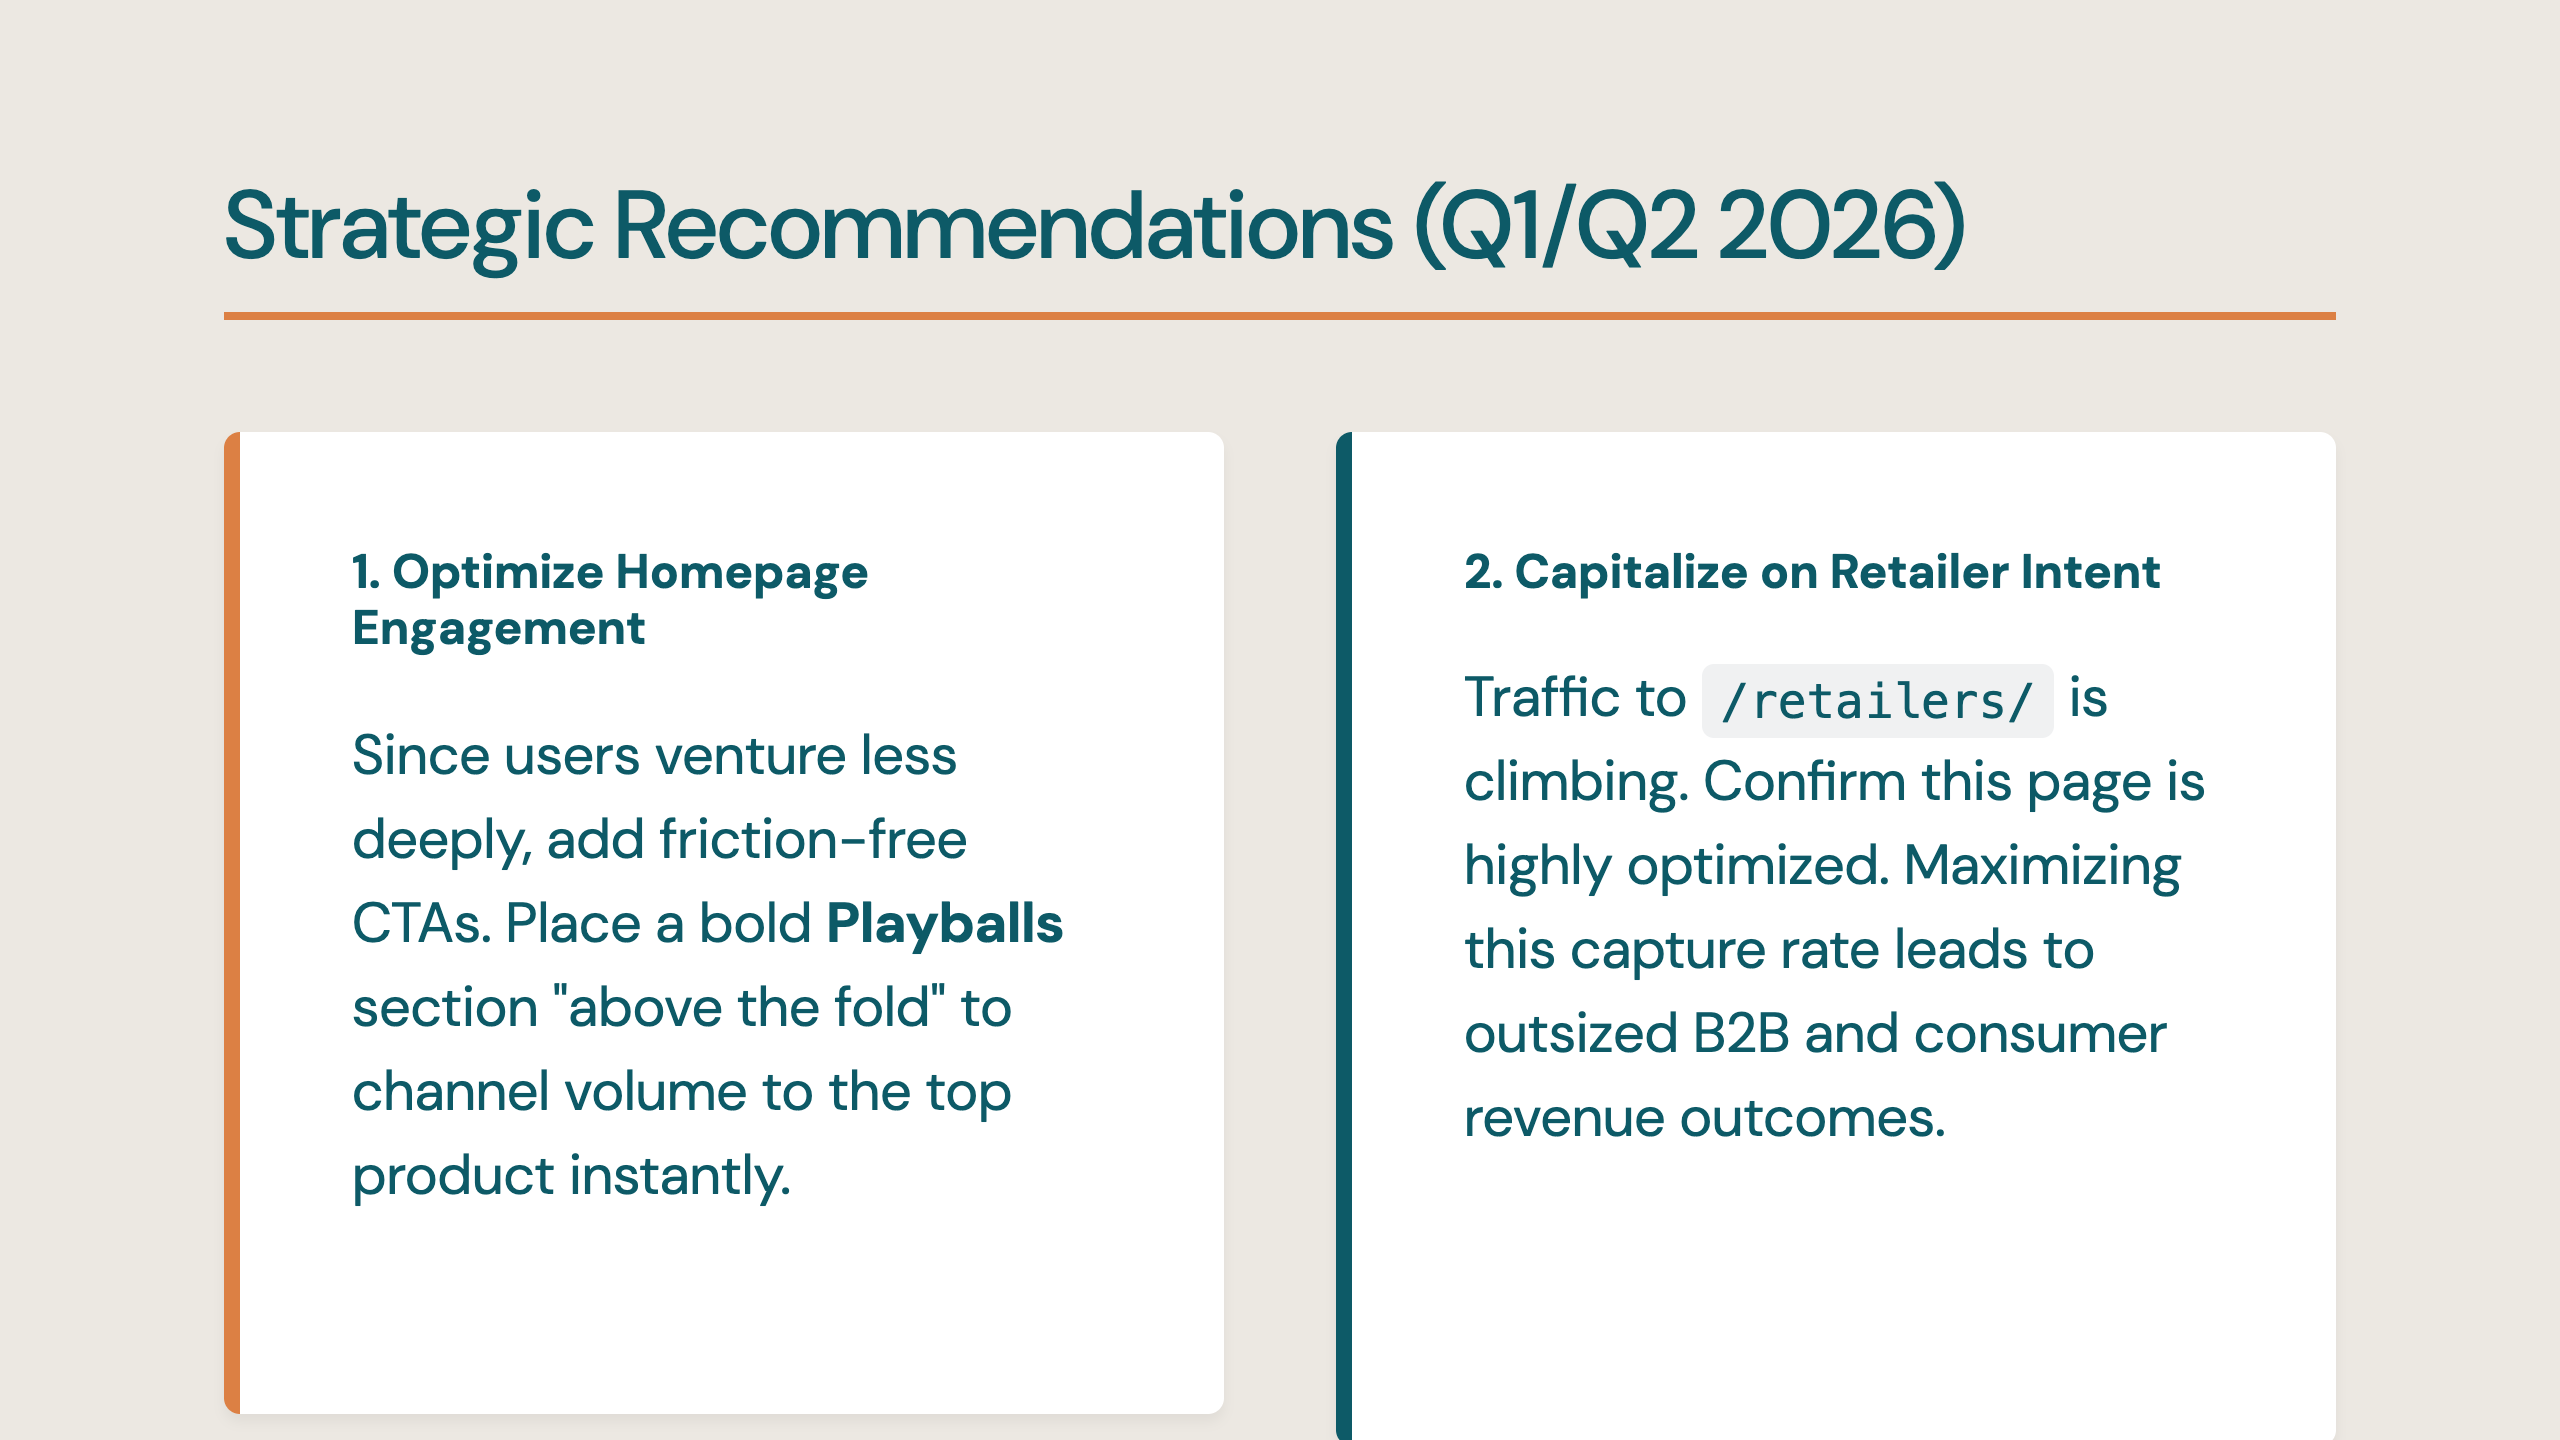 Strategic Recommendations (Q1/Q2 2026)
1. Optimize Homepage
Engagement
Since users venture less
deeply, add friction-free
CTAs. Place a bold Playballs
section "above the fold" to
channel volume to the top
product instantly.
2. Capitalize on Retailer Intent
Traffic to /retailers/ is
climbing. Confirm this page is
highly optimized. Maximizing
this capture rate leads to
outsized B2B and consumer
revenue outcomes.